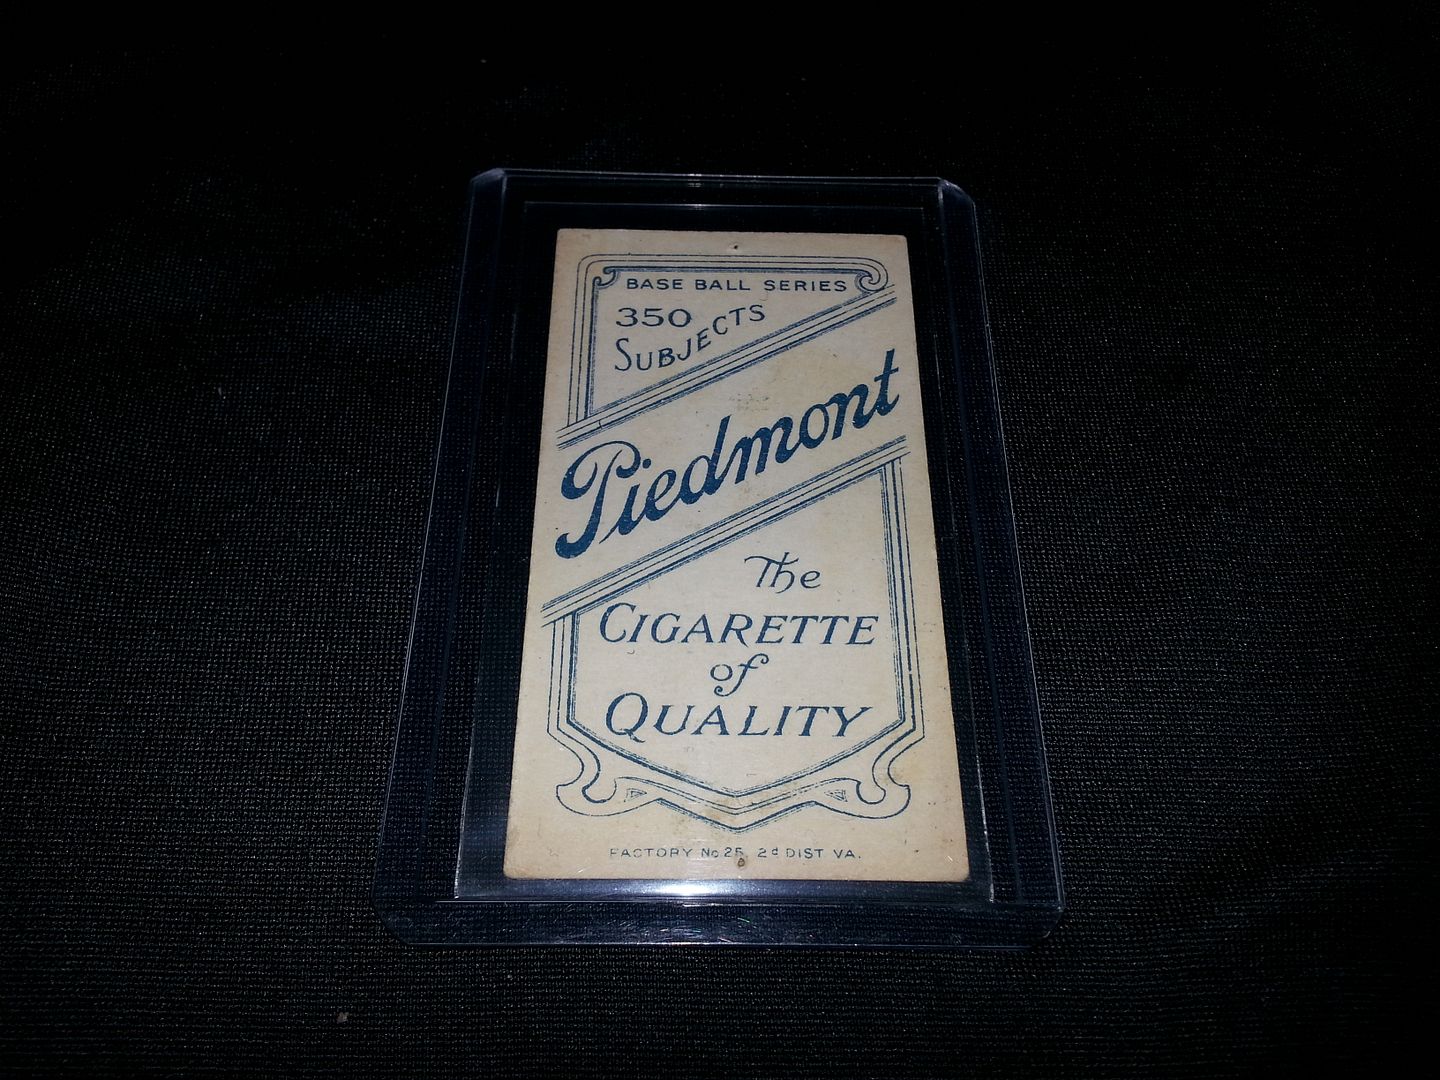 BASE BALL SERIES
350
SUBJECTS
Piedmont
The
CIGARETTE
of
QUALITY
FACTORY No 25, 2d DIST VA.